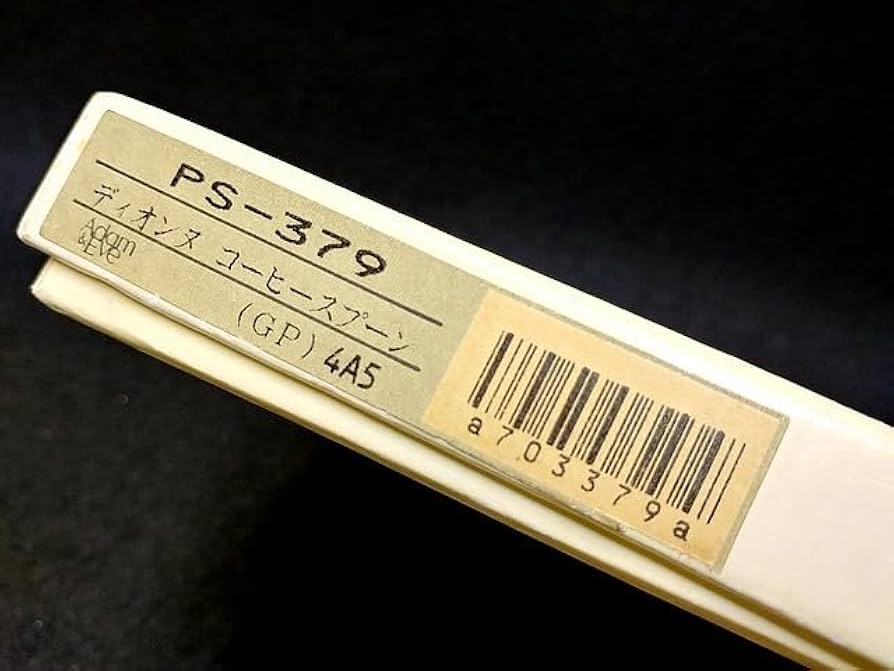 PS-379
ディオンヌ コーヒースプーン
Adam
&Eve
(GP) 4A5
a703379a